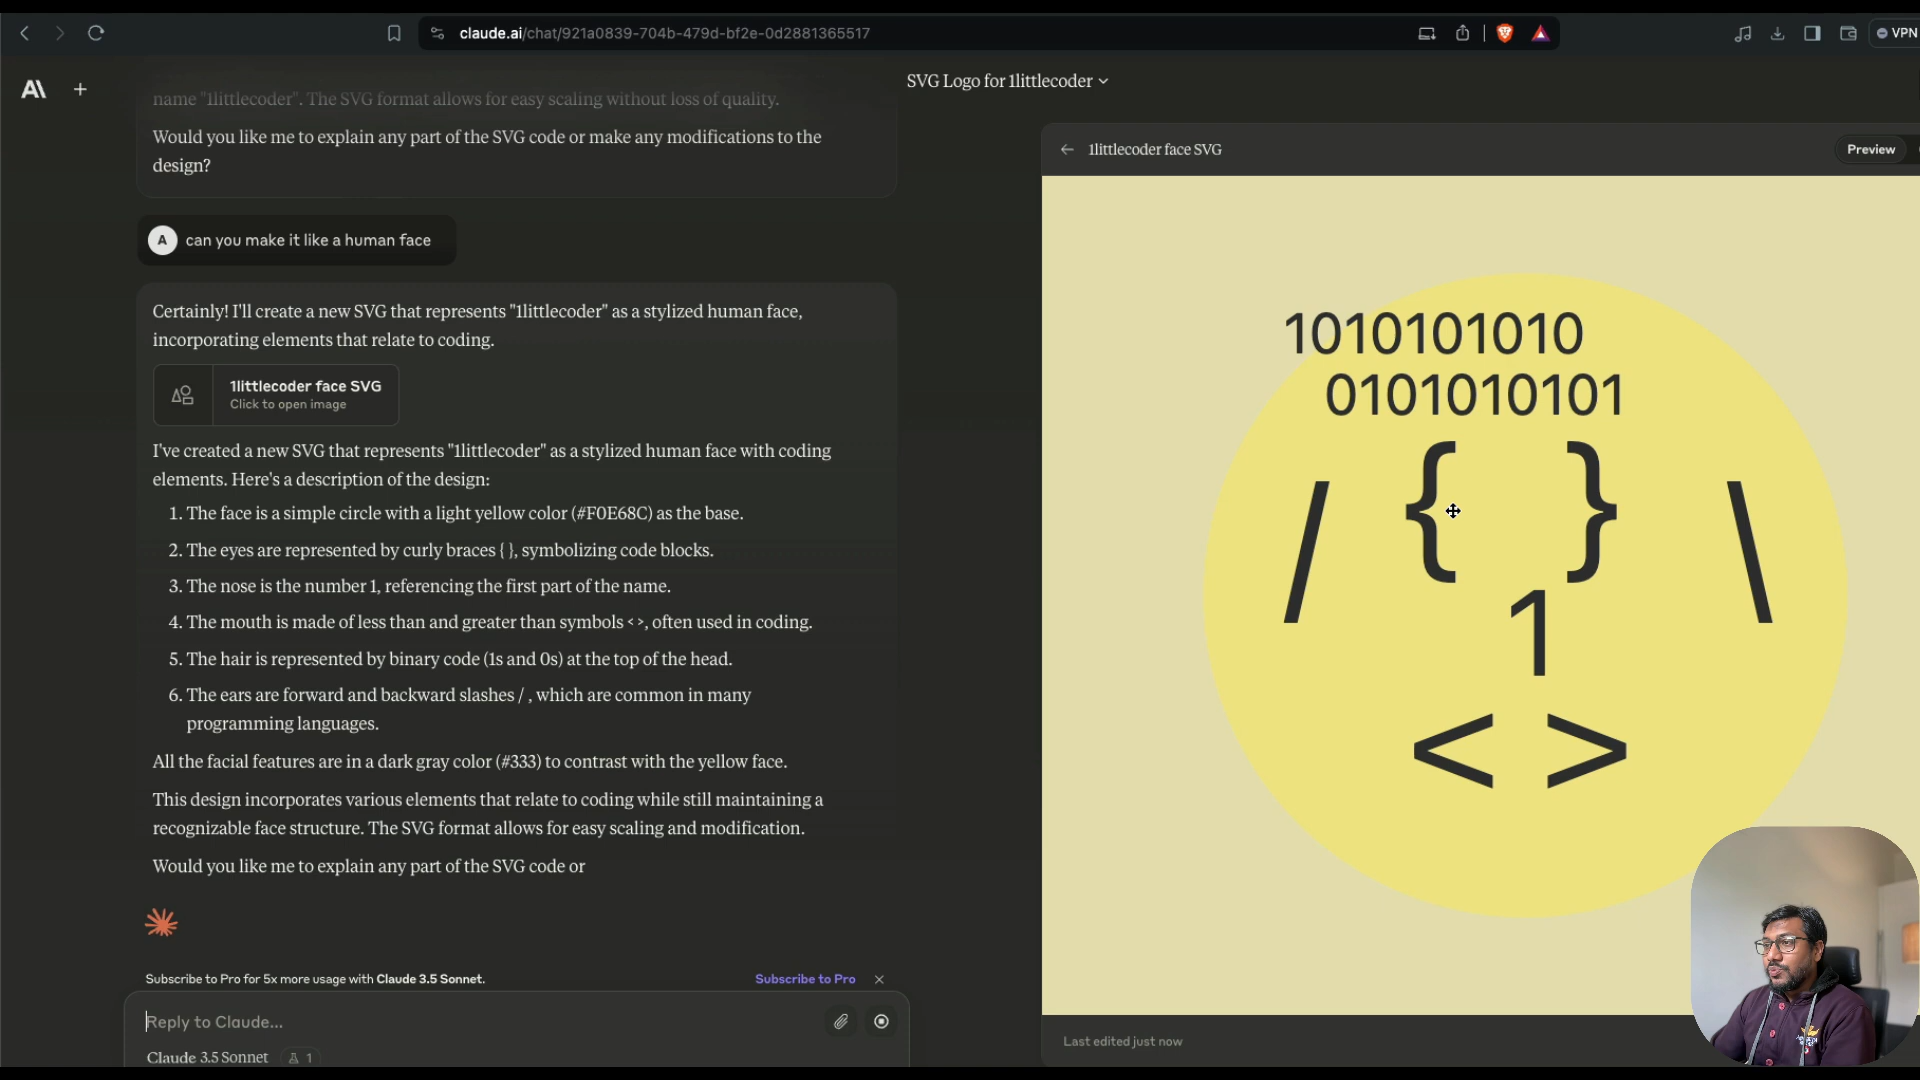 claude.ai/chat/921a0839-704b-479d-bf2e-0d2881365517
VPN
A\
SVG Logo for 1littlecoder
name "1littlecoder". The SVG format allows for easy scaling without loss of quality.
Would you like me to explain any part of the SVG code or make any modifications to the
design?
A can you make it like a human face
Certainly! I'll create a new SVG that represents "1littlecoder" as a stylized human face,
incorporating elements that relate to coding.
1littlecoder face SVG
Click to open image
I've created a new SVG that represents "1littlecoder" as a stylized human face with coding
elements. Here's a description of the design:
1. The face is a simple circle with a light yellow color (#F0E68C) as the base.
2. The eyes are represented by curly braces { }, symbolizing code blocks.
3. The nose is the number 1, referencing the first part of the name.
4. The mouth is made of less than and greater than symbols < >, often used in coding.
5. The hair is represented by binary code (1s and 0s) at the top of the head.
6. The ears are forward and backward slashes / , which are common in many
programming languages.
All the facial features are in a dark gray color (#333) to contrast with the yellow face.
This design incorporates various elements that relate to coding while still maintaining a
recognizable face structure. The SVG format allows for easy scaling and modification.
Would you like me to explain any part of the SVG code or
Subscribe to Pro for 5x more usage with Claude 3.5 Sonnet.
Subscribe to Pro
Reply to Claude...
Claude 3.5 Sonnet
1
1littlecoder face SVG
Preview
1010101010
0101010101
/ { } \
1
< >
Last edited just now